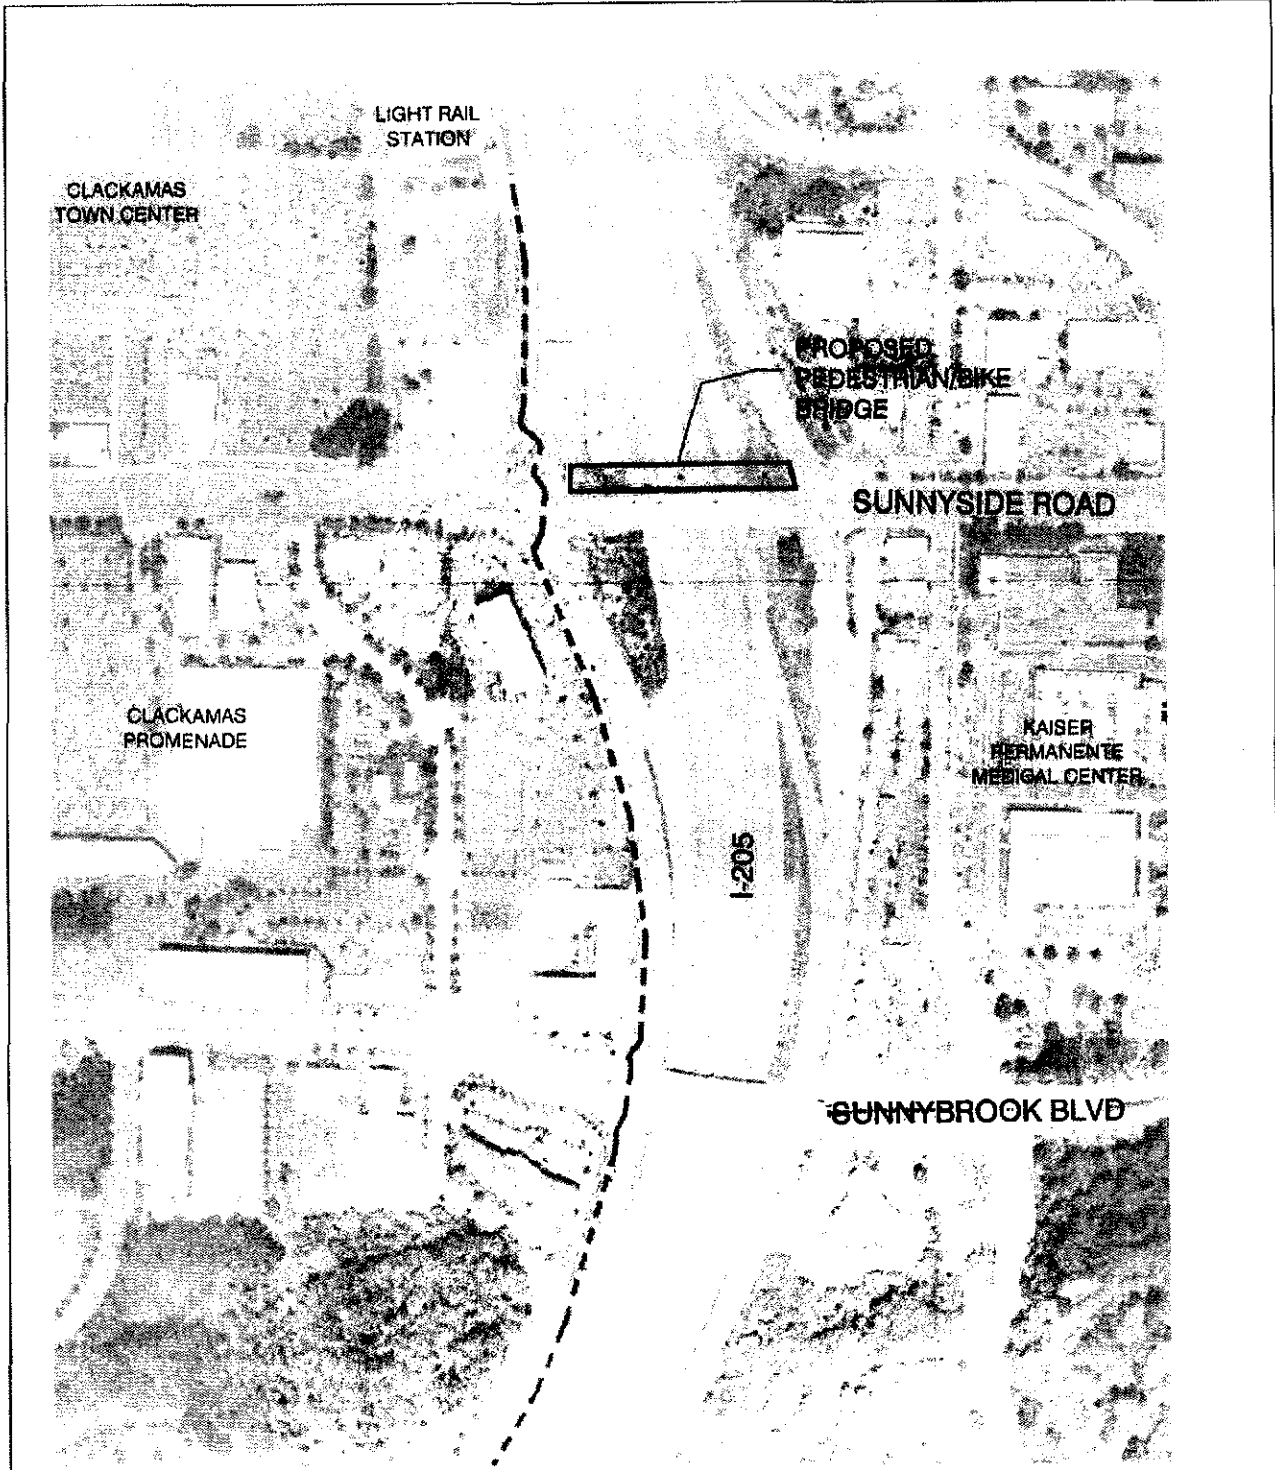 LIGHT RAIL
STATION
CLACKAMAS
TOWN CENTER
PROPOSED
PEDESTRIAN/BIKE
BRIDGE
SUNNYSIDE ROAD
CLACKAMAS
PROMENADE
KAISER
PERMANENTE
MEDICAL CENTER
I-205
SUNNYBROOK BLVD